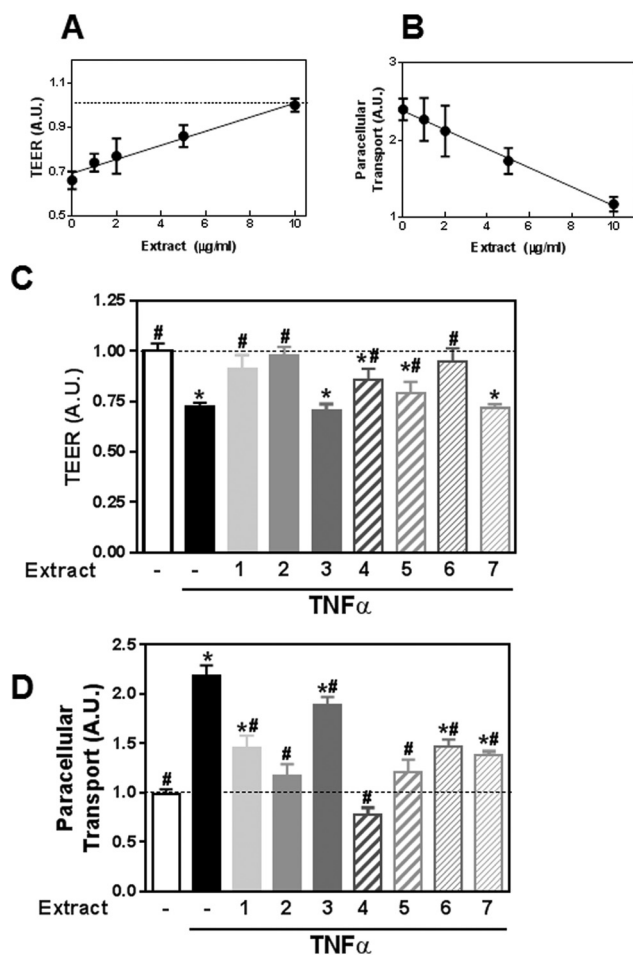 A
TEER (A.U.)
1.1
0.9
0.7
0.5
0 2 4 6 8 10
Extract (μg/ml)
B
Paracellular
Transport (A.U.)
3
2
1
0 2 4 6 8 10
Extract (μg/ml)
C
TEER (A.U.)
1.25
1.00
0.75
0.50
0.25
0.00
# * # # * *# *# # *
Extract - - 1 2 3 4 5 6 7
TNFα
D
Paracellular
Transport (A.U.)
2.5
2.0
1.5
1.0
0.5
0.0
# * *# # *# # # *# *#
Extract - - 1 2 3 4 5 6 7
TNFα